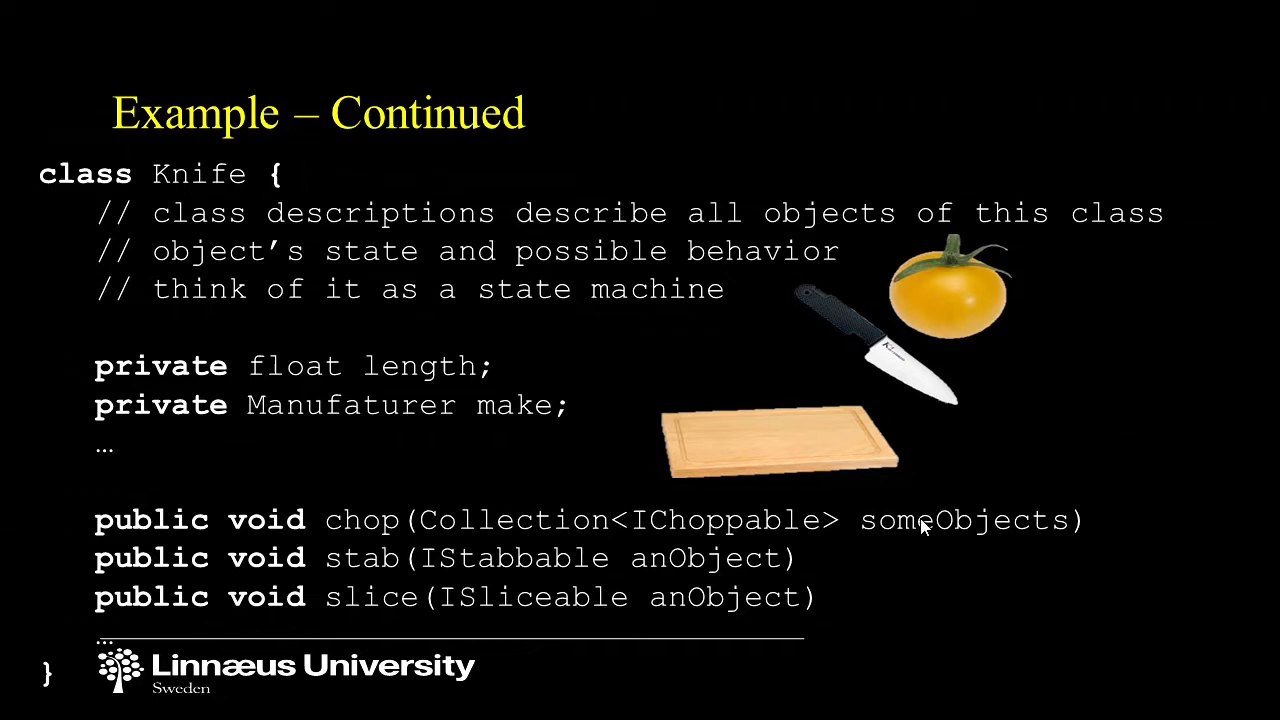 Example – Continued
class Knife {
// class descriptions describe all objects of this class
// object’s state and possible behavior
// think of it as a state machine
private float length;
private Manufaturer make;
…
public void chop(Collection<IChoppable> someObjects)
public void stab(IStabbable anObject)
public void slice(ISliceable anObject)
…
}
Linnæus University
Sweden